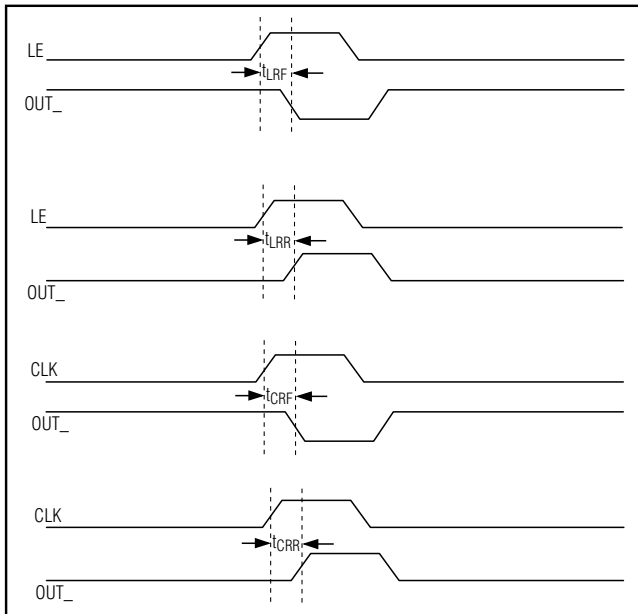 LE
tLRF
OUT_
LE
tLRR
OUT_
CLK
tCRF
OUT_
CLK
tCRR
OUT_